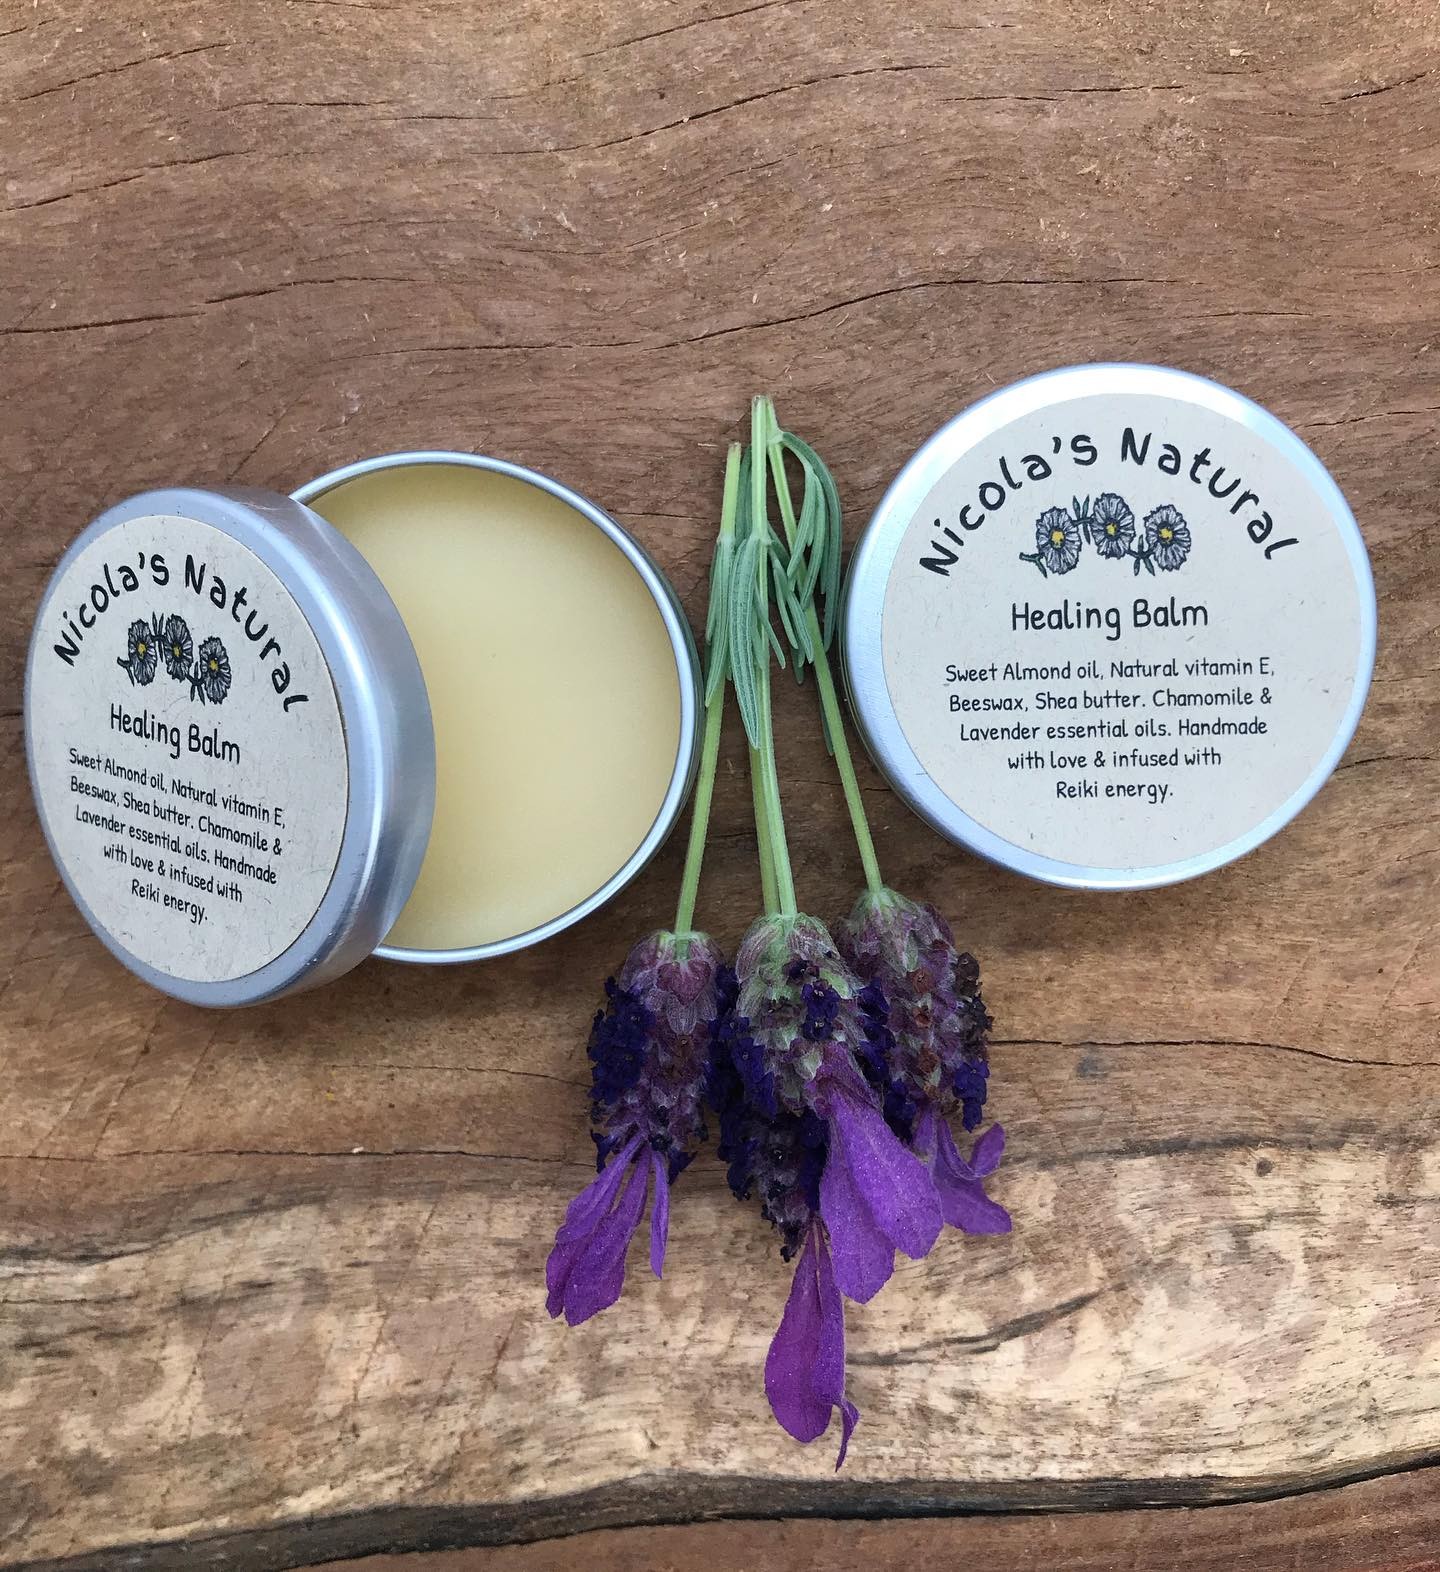 Nicola's Natural
Healing Balm
Sweet Almond oil, Natural vitamin E,
Beeswax, Shea butter. Chamomile &
Lavender essential oils. Handmade
with love & infused with
Reiki energy.
Nicola's Natural
Healing Balm
Sweet Almond oil, Natural vitamin E,
Beeswax, Shea butter. Chamomile &
Lavender essential oils. Handmade
with love & infused with
Reiki energy.